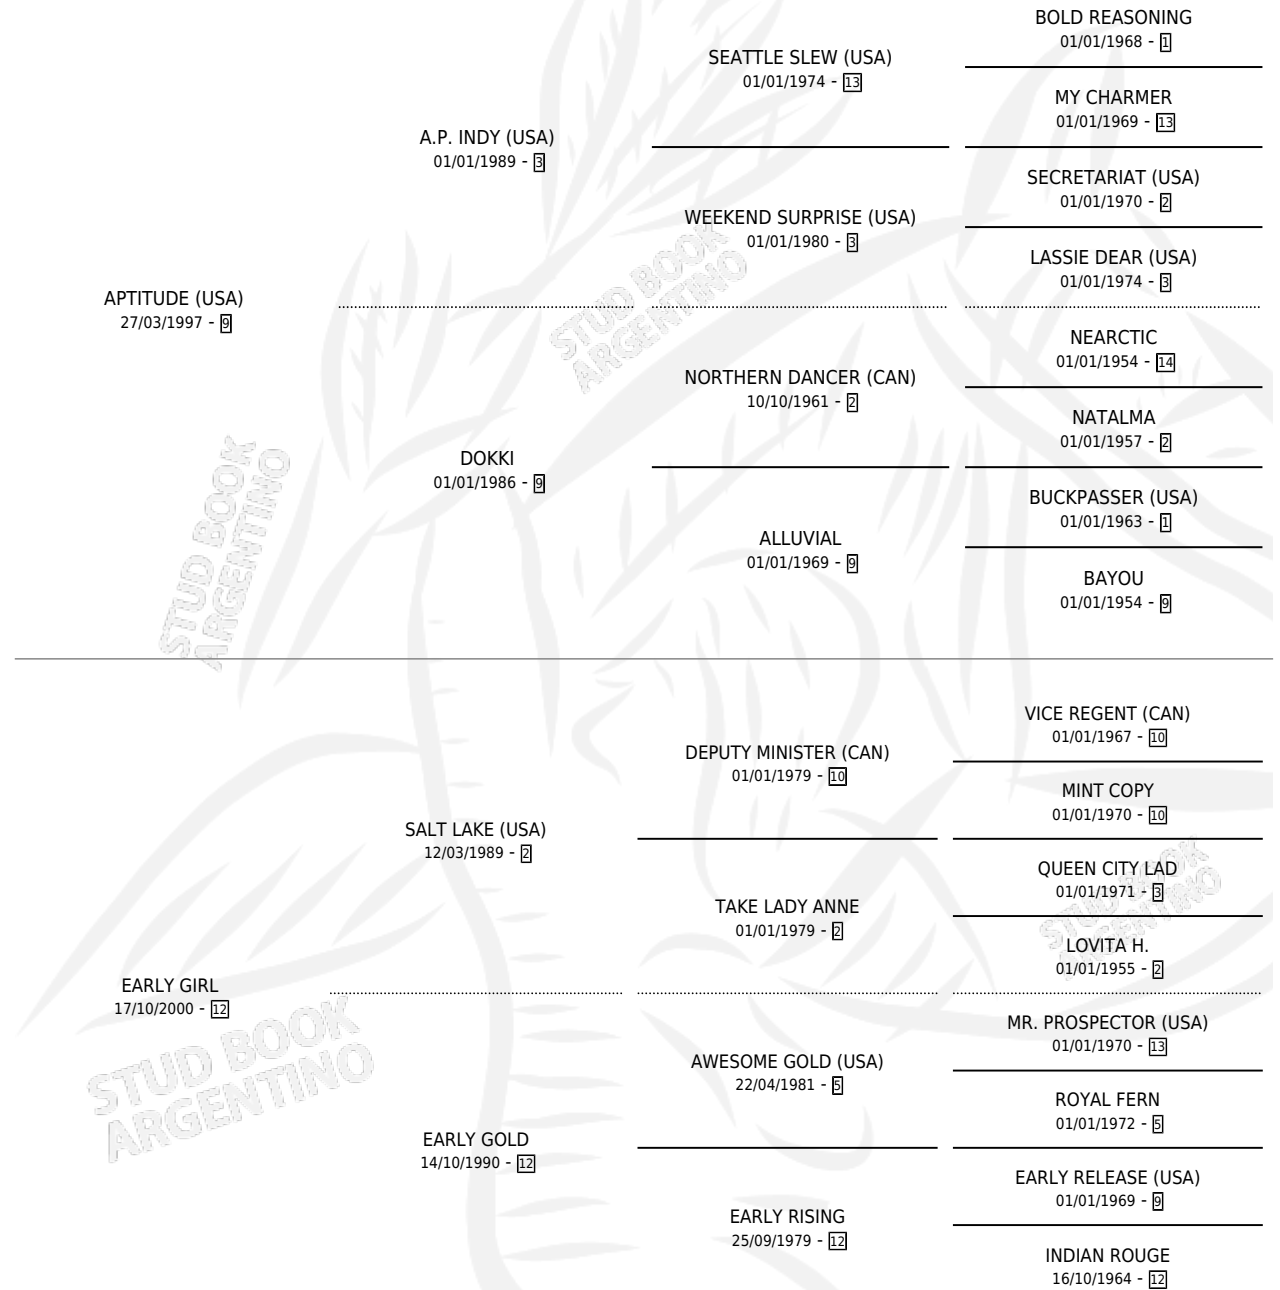 BOLD REASONING
01/01/1968 - 1
SEATTLE SLEW (USA)
01/01/1974 - 13
MY CHARMER
01/01/1969 - 13
A.P. INDY (USA)
01/01/1989 - 3
SECRETARIAT (USA)
01/01/1970 - 2
WEEKEND SURPRISE (USA)
01/01/1980 - 3
LASSIE DEAR (USA)
01/01/1974 - 3
STUD BOOK
ARGENTINO
APTITUDE (USA)
27/03/1997 - 9
NEARCTIC
01/01/1954 - 14
NORTHERN DANCER (CAN)
10/10/1961 - 2
NATALMA
01/01/1957 - 2
DOKKI
01/01/1986 - 9
BUCKPASSER (USA)
01/01/1963 - 1
ALLUVIAL
01/01/1969 - 9
BAYOU
01/01/1954 - 9
STUD BOOK
ARGENTINO
VICE REGENT (CAN)
01/01/1967 - 10
DEPUTY MINISTER (CAN)
01/01/1979 - 10
MINT COPY
01/01/1970 - 10
SALT LAKE (USA)
12/03/1989 - 2
QUEEN CITY LAD
01/01/1971 - 3
TAKE LADY ANNE
01/01/1979 - 2
LOVITA H.
01/01/1955 - 2
STUD BOOK
ARGENTINO
EARLY GIRL
17/10/2000 - 12
MR. PROSPECTOR (USA)
01/01/1970 - 13
AWESOME GOLD (USA)
22/04/1981 - 5
ROYAL FERN
01/01/1972 - 5
STUD BOOK
ARGENTINO
EARLY GOLD
14/10/1990 - 12
EARLY RELEASE (USA)
01/01/1969 - 9
EARLY RISING
25/09/1979 - 12
INDIAN ROUGE
16/10/1964 - 12